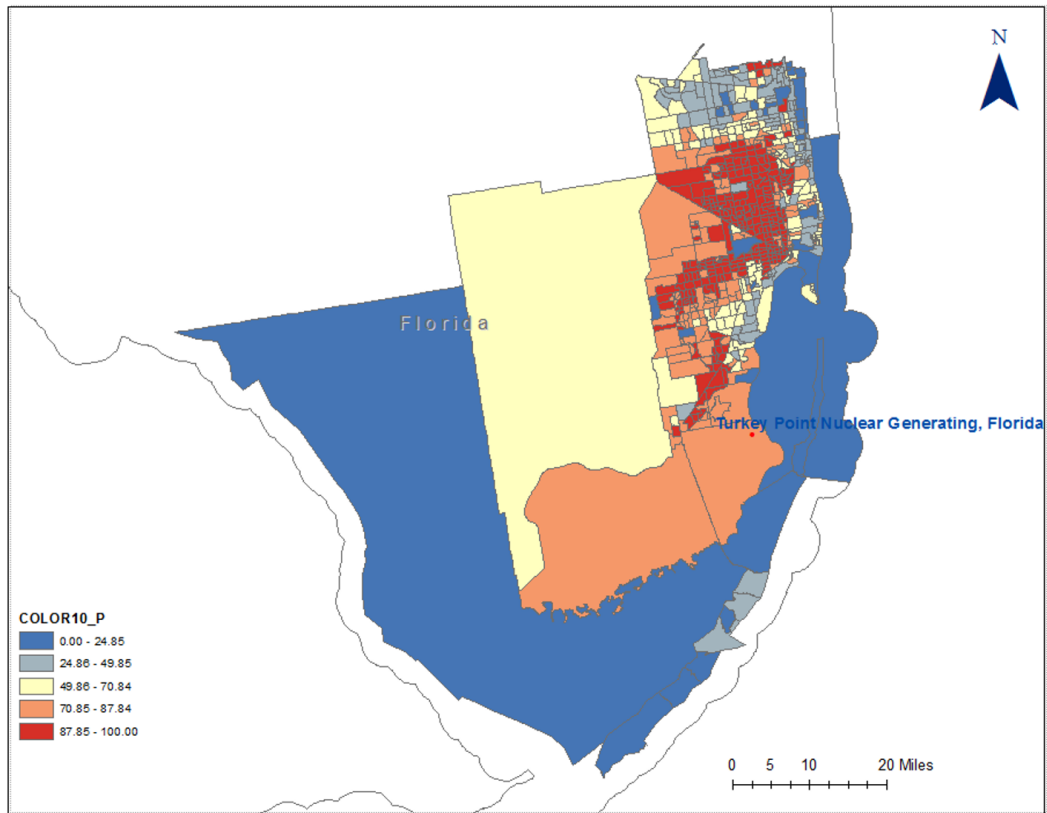 N
Florida
Turkey Point Nuclear Generating, Florida
COLOR10_P
0.00 - 24.85
24.86 - 49.85
49.86 - 70.84
70.85 - 87.84
87.85 - 100.00
0 5 10 20 Miles